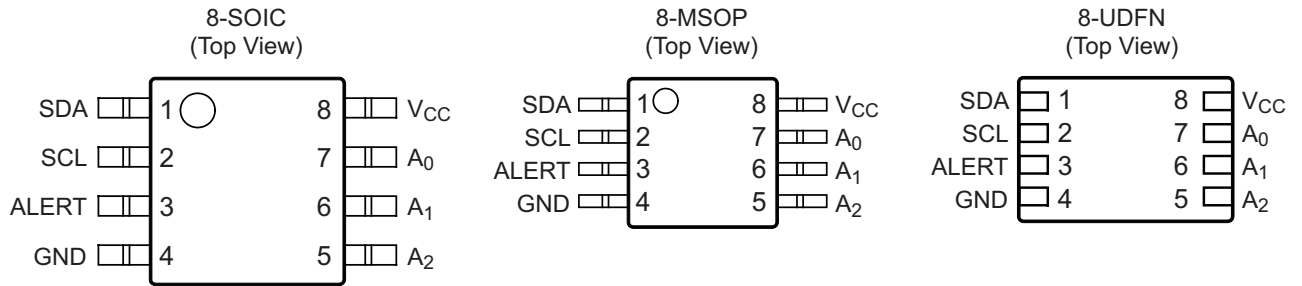 8-SOIC
(Top View)
SDA 1 8 VCC
SCL 2 7 A0
ALERT 3 6 A1
GND 4 5 A2
8-MSOP
(Top View)
SDA 1 8 VCC
SCL 2 7 A0
ALERT 3 6 A1
GND 4 5 A2
8-UDFN
(Top View)
SDA 1 8 VCC
SCL 2 7 A0
ALERT 3 6 A1
GND 4 5 A2